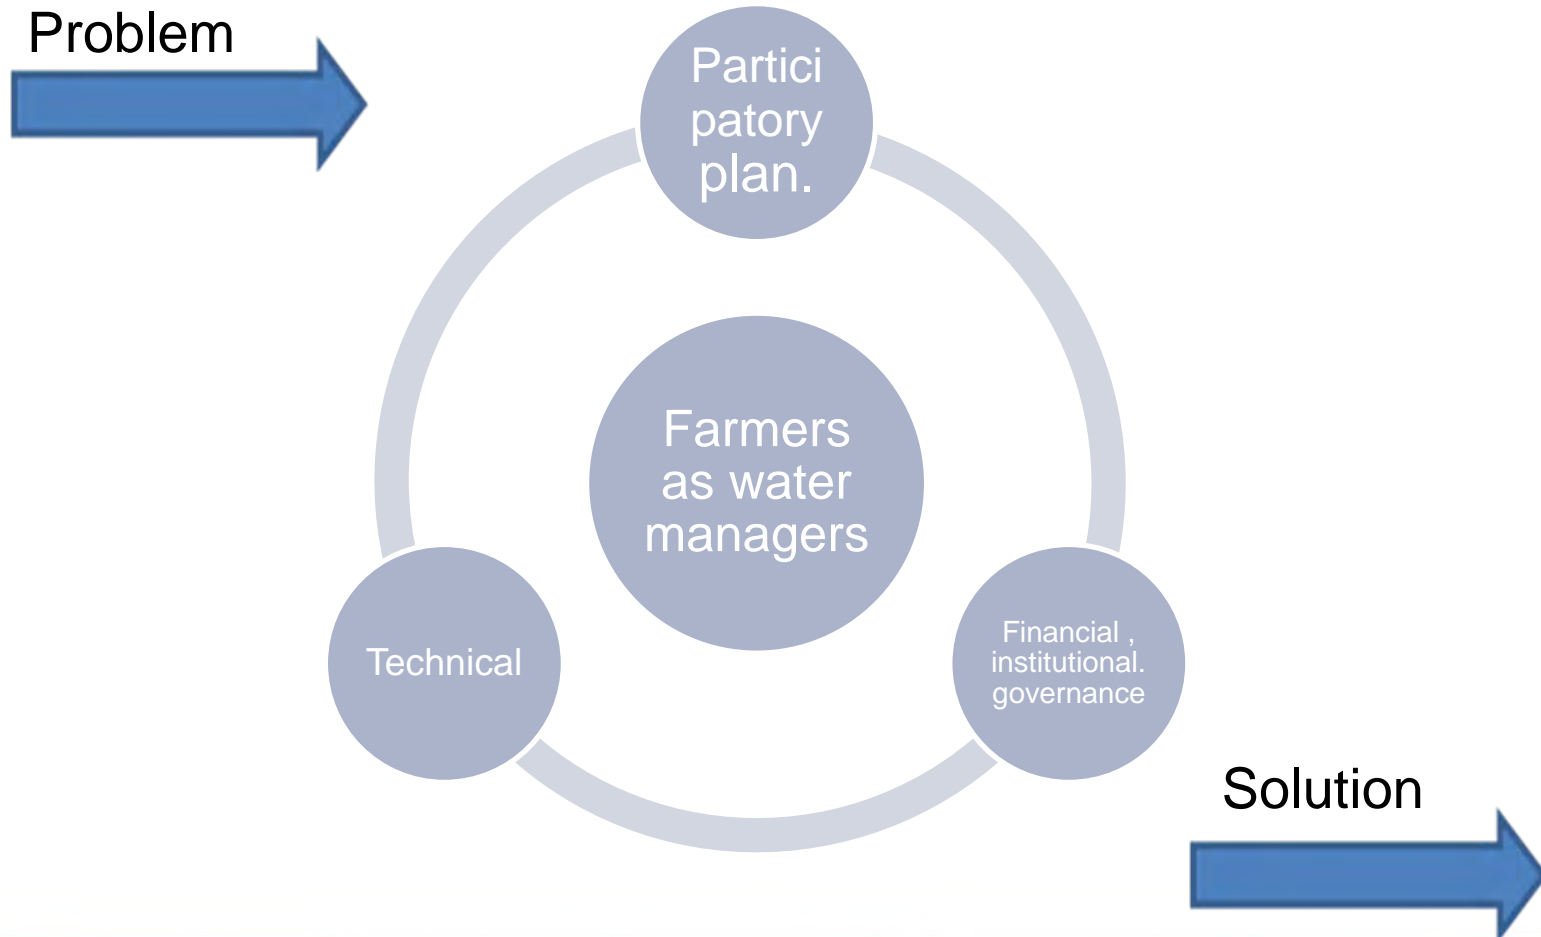 Problem
Partici
patory
plan.
Farmers
as water
managers
Technical
Financial ,
institutional.
governance
Solution